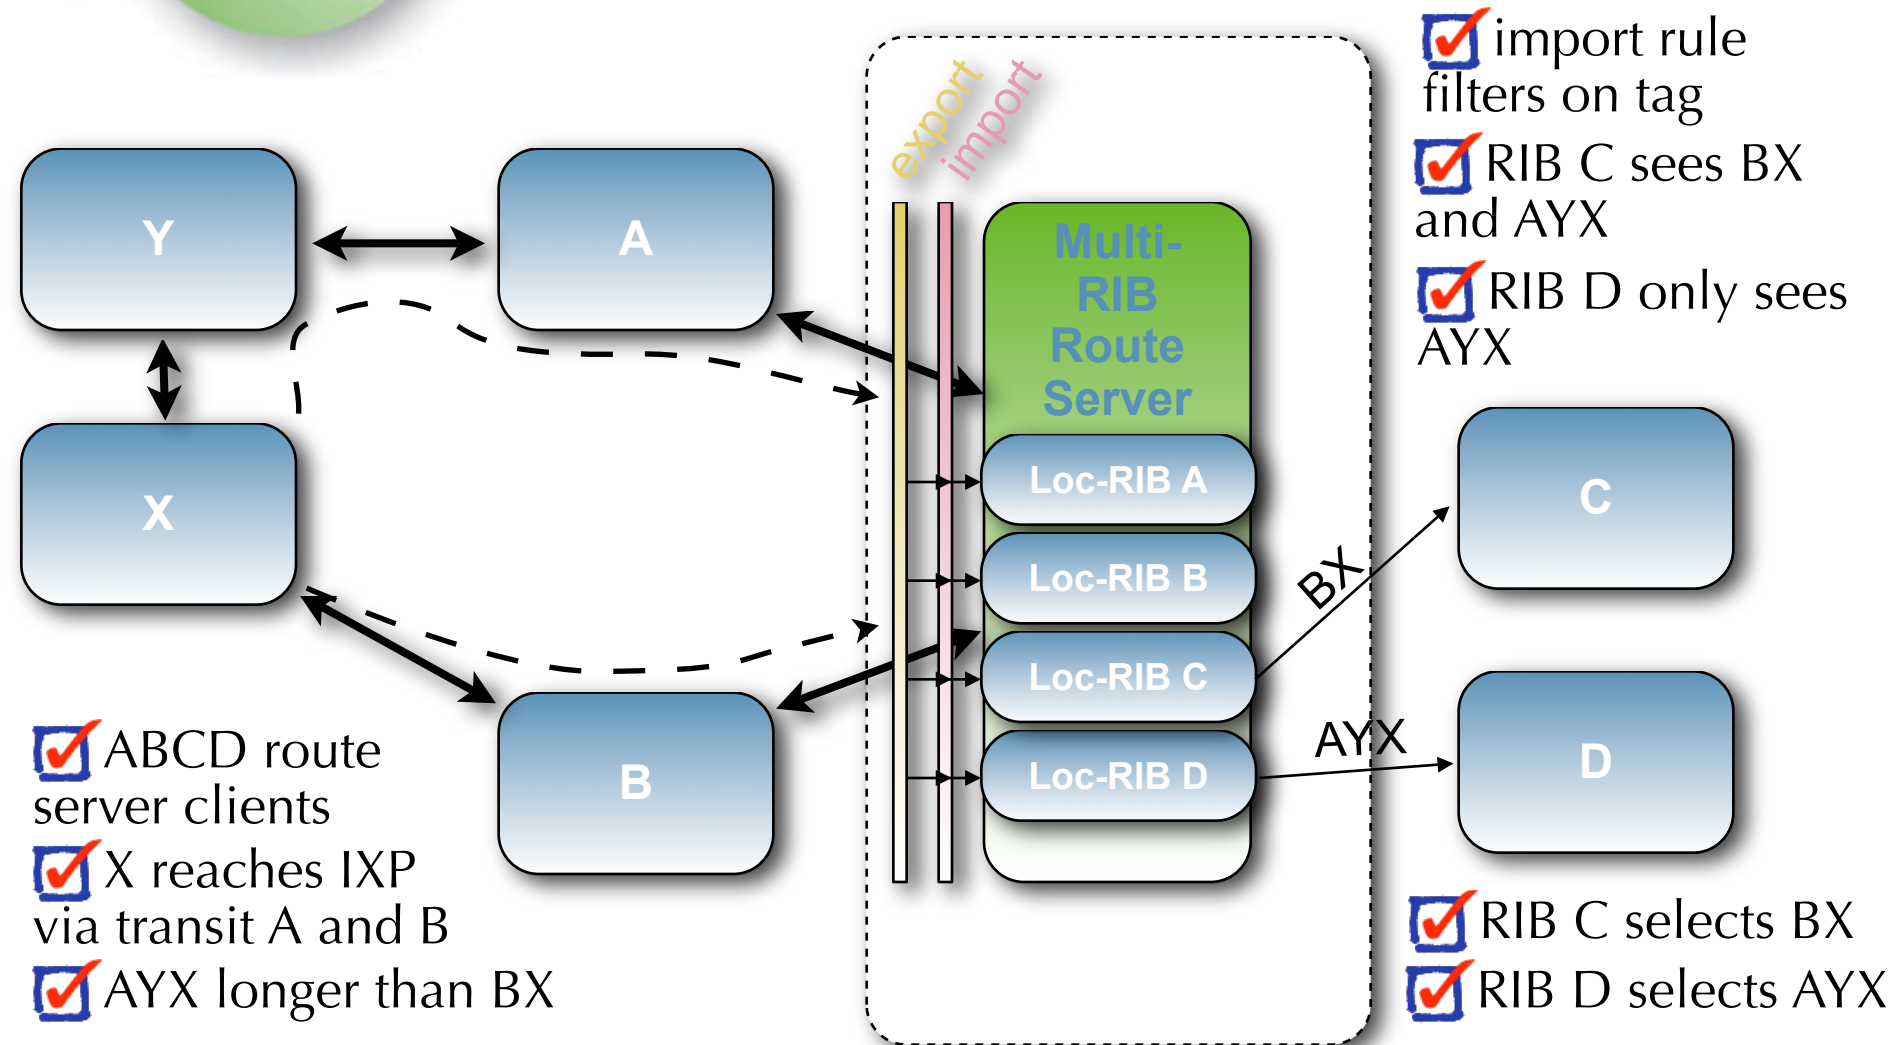 export
import
Y
A
X
B
Multi-
RIB
Route
Server
Loc-RIB A
Loc-RIB B
Loc-RIB C
Loc-RIB D
BX
AYX
C
D
import rule
filters on tag
RIB C sees BX
and AYX
RIB D only sees
AYX
ABCD route
server clients
X reaches IXP
via transit A and B
AYX longer than BX
RIB C selects BX
RIB D selects AYX